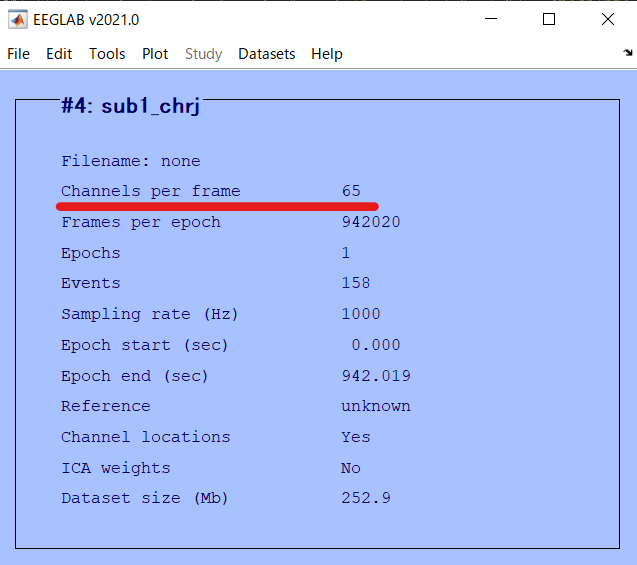 EEGLAB v2021.0
File Edit Tools Plot Study Datasets Help
#4: sub1_chrj
Filename: none
Channels per frame 65
Frames per epoch 942020
Epochs 1
Events 158
Sampling rate (Hz) 1000
Epoch start (sec) 0.000
Epoch end (sec) 942.019
Reference unknown
Channel locations Yes
ICA weights No
Dataset size (Mb) 252.9